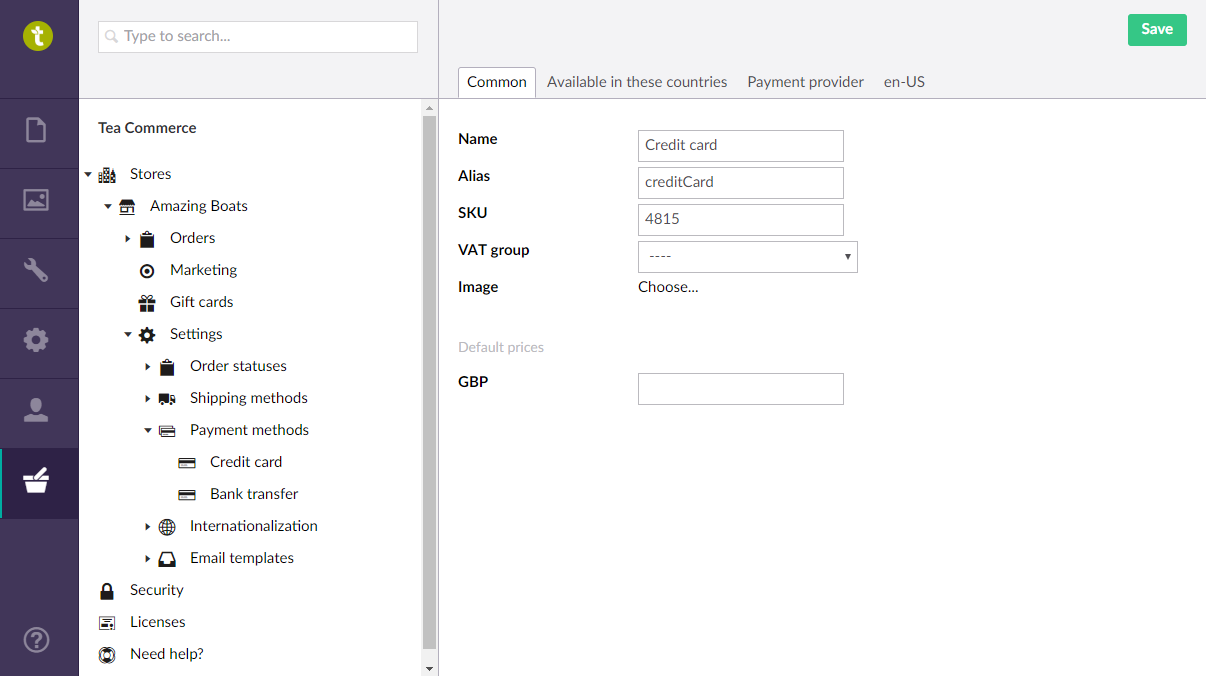 t
Type to search...
Save
Common Available in these countries Payment provider en-US
Tea Commerce
Stores
Amazing Boats
Orders
Marketing
Gift cards
Settings
Order statuses
Shipping methods
Payment methods
Credit card
Bank transfer
Internationalization
Email templates
Security
Licenses
Need help?
Name Credit card
Alias creditCard
SKU 4815
VAT group ----
Image Choose...
Default prices
GBP